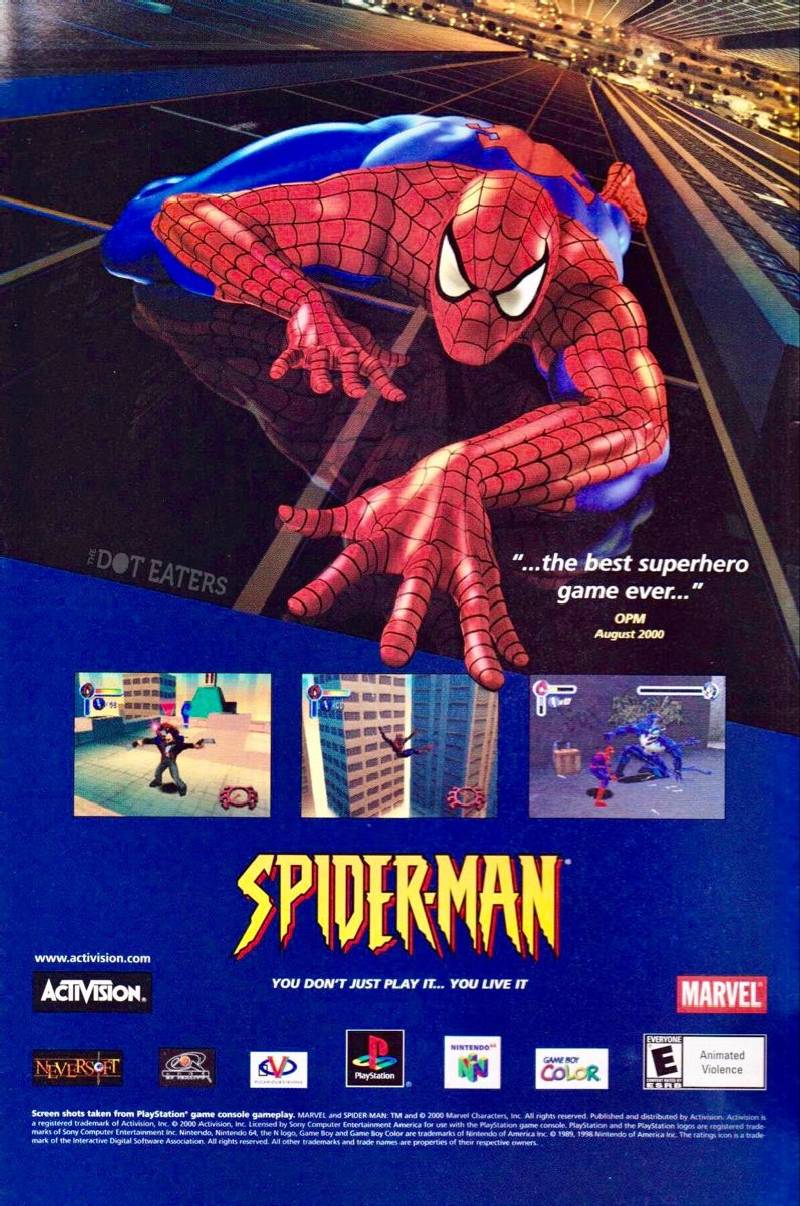 THE DOT EATERS
"...the best superhero
game ever..."
OPM
August 2000
SPIDER-MAN®
www.activision.com
ACTIVISION®
YOU DON'T JUST PLAY IT... YOU LIVE IT
MARVEL®
NEVERSOFT
VV
PlayStation®
NINTENDO64
N
GAME BOY
COLOR
EVERYONE
E
CONTENT RATED BY
ESRB
Animated
Violence
Screen shots taken from PlayStation® game console gameplay. MARVEL and SPIDER-MAN: TM and © 2000 Marvel Characters, Inc. All rights reserved. Published and distributed by Activision. Activision is
a registered trademark of Activision, Inc. © 2000 Activision, Inc. Licensed by Sony Computer Entertainment America for use with the PlayStation game console. PlayStation and the PlayStation logos are registered trade-
marks of Sony Computer Entertainment Inc. Nintendo, Nintendo 64, the N logo, Game Boy and Game Boy Color are trademarks of Nintendo of America Inc. © 1989, 1998 Nintendo of America Inc. The ratings icon is a trade-
mark of the Interactive Digital Software Association. All rights reserved. All other trademarks and trade names are properties of their respective owners.